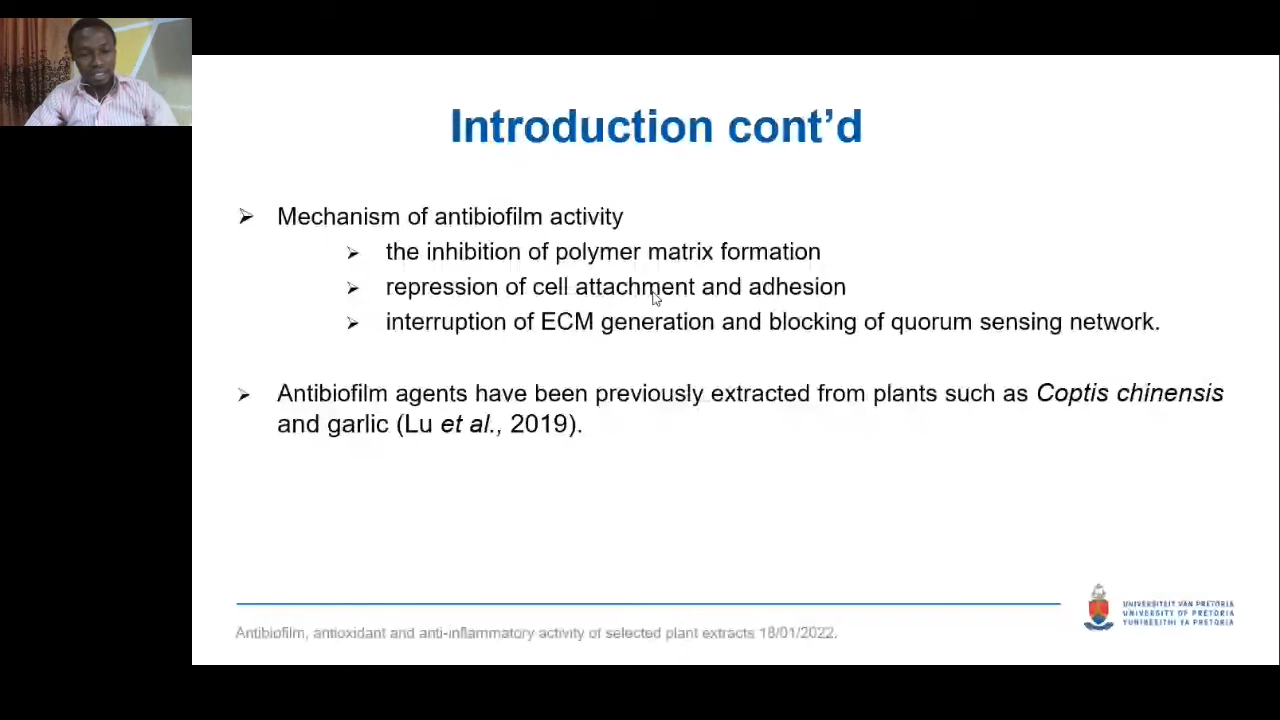 Introduction cont’d
Mechanism of antibiofilm activity
the inhibition of polymer matrix formation
repression of cell attachment and adhesion
interruption of ECM generation and blocking of quorum sensing network.
Antibiofilm agents have been previously extracted from plants such as Coptis chinensis
and garlic (Lu et al., 2019).
Antibiofilm, antioxidant and anti-inflammatory activity of selected plant extracts 18/01/2022.
UNIVERSITEIT VAN PRETORIA
UNIVERSITY OF PRETORIA
YUNIBESITHI YA PRETORIA